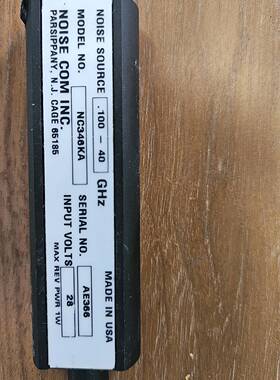 NOISE COM INC.
PARSIPPANY, N.J. CAGE 65185
NOISE SOURCE .100 – 40 GHz
MODEL NO. NC346KA
MADE IN USA
SERIAL NO. AE366
INPUT VOLTS 28
MAX REV PWR 1W